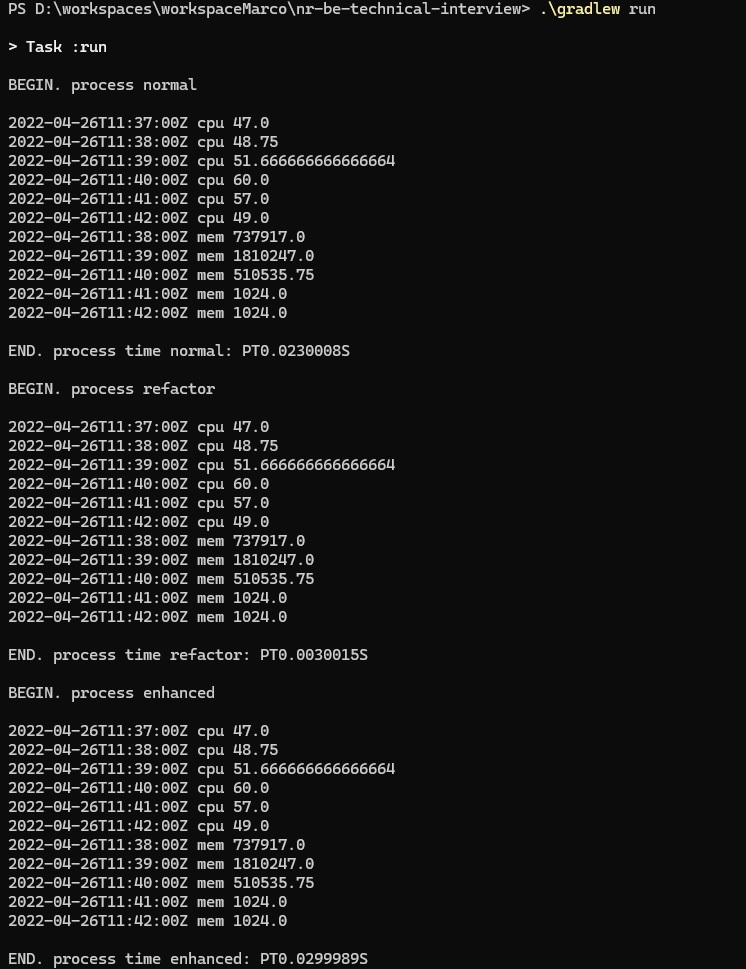 PS D:\workspaces\workspaceMarco\nr-be-technical-interview> .\gradlew run
> Task :run
BEGIN. process normal
2022-04-26T11:37:00Z cpu 47.0
2022-04-26T11:38:00Z cpu 48.75
2022-04-26T11:39:00Z cpu 51.666666666666664
2022-04-26T11:40:00Z cpu 60.0
2022-04-26T11:41:00Z cpu 57.0
2022-04-26T11:42:00Z cpu 49.0
2022-04-26T11:38:00Z mem 737917.0
2022-04-26T11:39:00Z mem 1810247.0
2022-04-26T11:40:00Z mem 510535.75
2022-04-26T11:41:00Z mem 1024.0
2022-04-26T11:42:00Z mem 1024.0
END. process time normal: PT0.0230008S
BEGIN. process refactor
2022-04-26T11:37:00Z cpu 47.0
2022-04-26T11:38:00Z cpu 48.75
2022-04-26T11:39:00Z cpu 51.666666666666664
2022-04-26T11:40:00Z cpu 60.0
2022-04-26T11:41:00Z cpu 57.0
2022-04-26T11:42:00Z cpu 49.0
2022-04-26T11:38:00Z mem 737917.0
2022-04-26T11:39:00Z mem 1810247.0
2022-04-26T11:40:00Z mem 510535.75
2022-04-26T11:41:00Z mem 1024.0
2022-04-26T11:42:00Z mem 1024.0
END. process time refactor: PT0.0030015S
BEGIN. process enhanced
2022-04-26T11:37:00Z cpu 47.0
2022-04-26T11:38:00Z cpu 48.75
2022-04-26T11:39:00Z cpu 51.666666666666664
2022-04-26T11:40:00Z cpu 60.0
2022-04-26T11:41:00Z cpu 57.0
2022-04-26T11:42:00Z cpu 49.0
2022-04-26T11:38:00Z mem 737917.0
2022-04-26T11:39:00Z mem 1810247.0
2022-04-26T11:40:00Z mem 510535.75
2022-04-26T11:41:00Z mem 1024.0
2022-04-26T11:42:00Z mem 1024.0
END. process time enhanced: PT0.0299989S